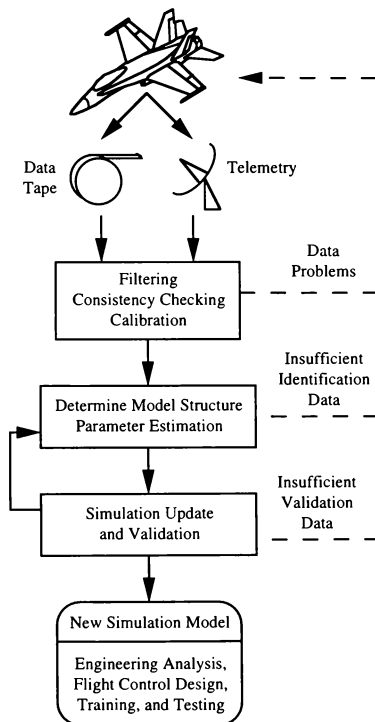 Data
Tape
Telemetry
Data
Problems
Filtering
Consistency Checking
Calibration
Insufficient
Identification
Data
Determine Model Structure
Parameter Estimation
Insufficient
Validation
Data
Simulation Update
and Validation
New Simulation Model
Engineering Analysis,
Flight Control Design,
Training, and Testing